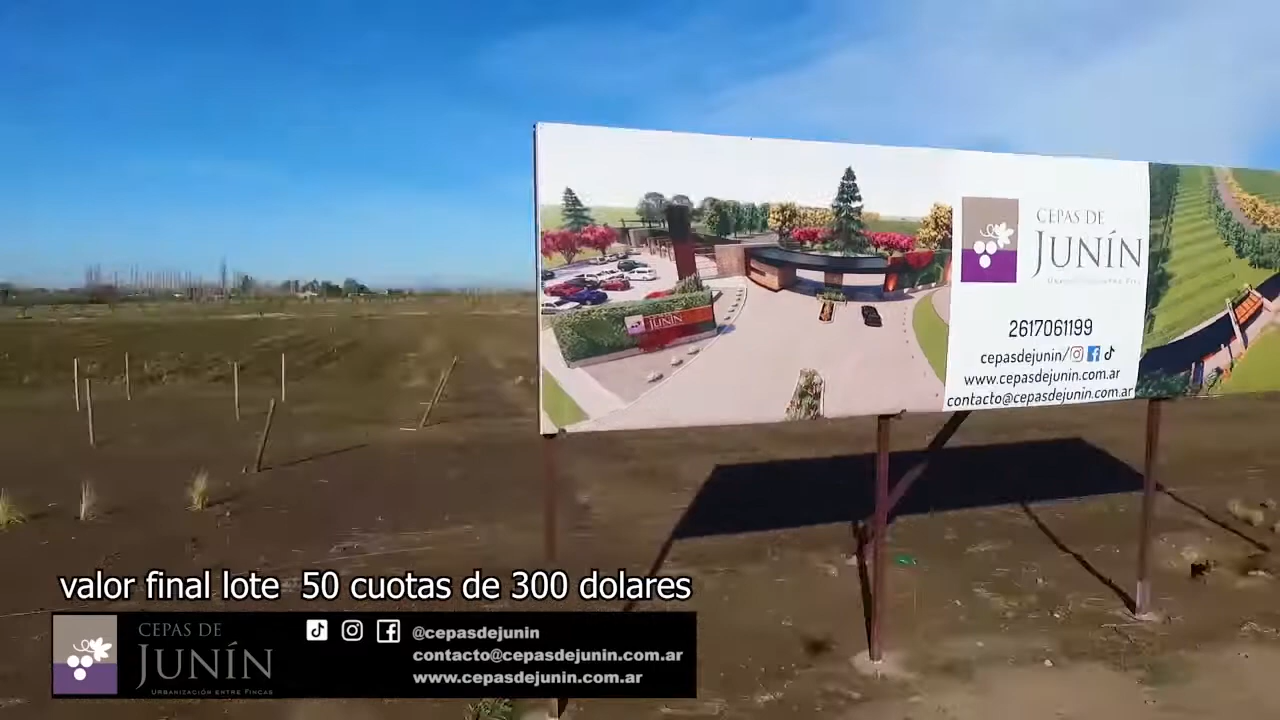 JUNÍN
CEPAS DE
JUNÍN
2617061199
cepasdejunin/
www.cepasdejunin.com.ar
contacto@cepasdejunin.com.ar
valor final lote 50 cuotas de 300 dolares
CEPAS DE
JUNÍN
URBANIZACIÓN ENTRE FINCAS
@cepasdejunin
contacto@cepasdejunin.com.ar
www.cepasdejunin.com.ar